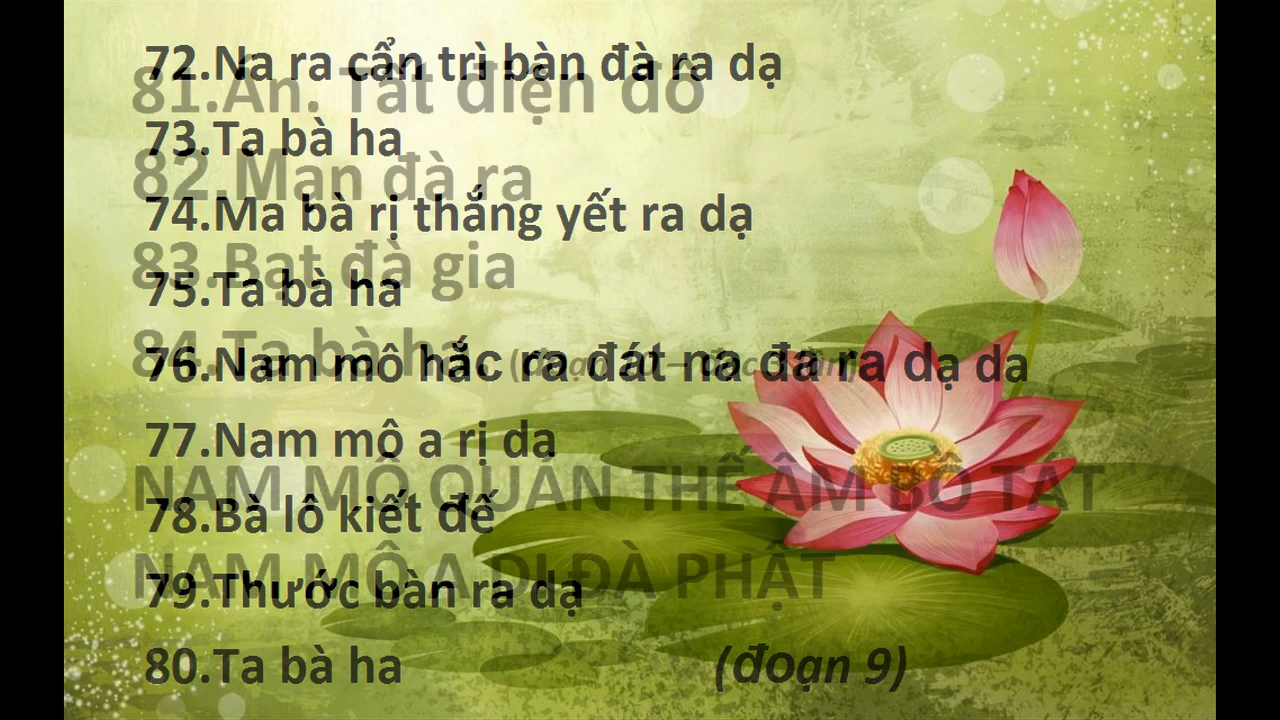 72.Na ra cẩn trì bàn đà ra dạ
73.Ta bà ha
74.Ma bà rị thắng yết ra dạ
75.Ta bà ha
76.Nam mô hắc ra đát na đa ra dạ da
77.Nam mô a rị da
78.Bà lô kiết đế
79.Thước bàn ra dạ
80.Ta bà ha (đoạn 9)
81.Án. Tất điện đô
82.Mạn đà ra
83.Bạt đà gia
84.Ta bà ha.
NAM MÔ QUÁN THẾ ÂM BỒ TÁT
NAM MÔ A DI ĐÀ PHẬT